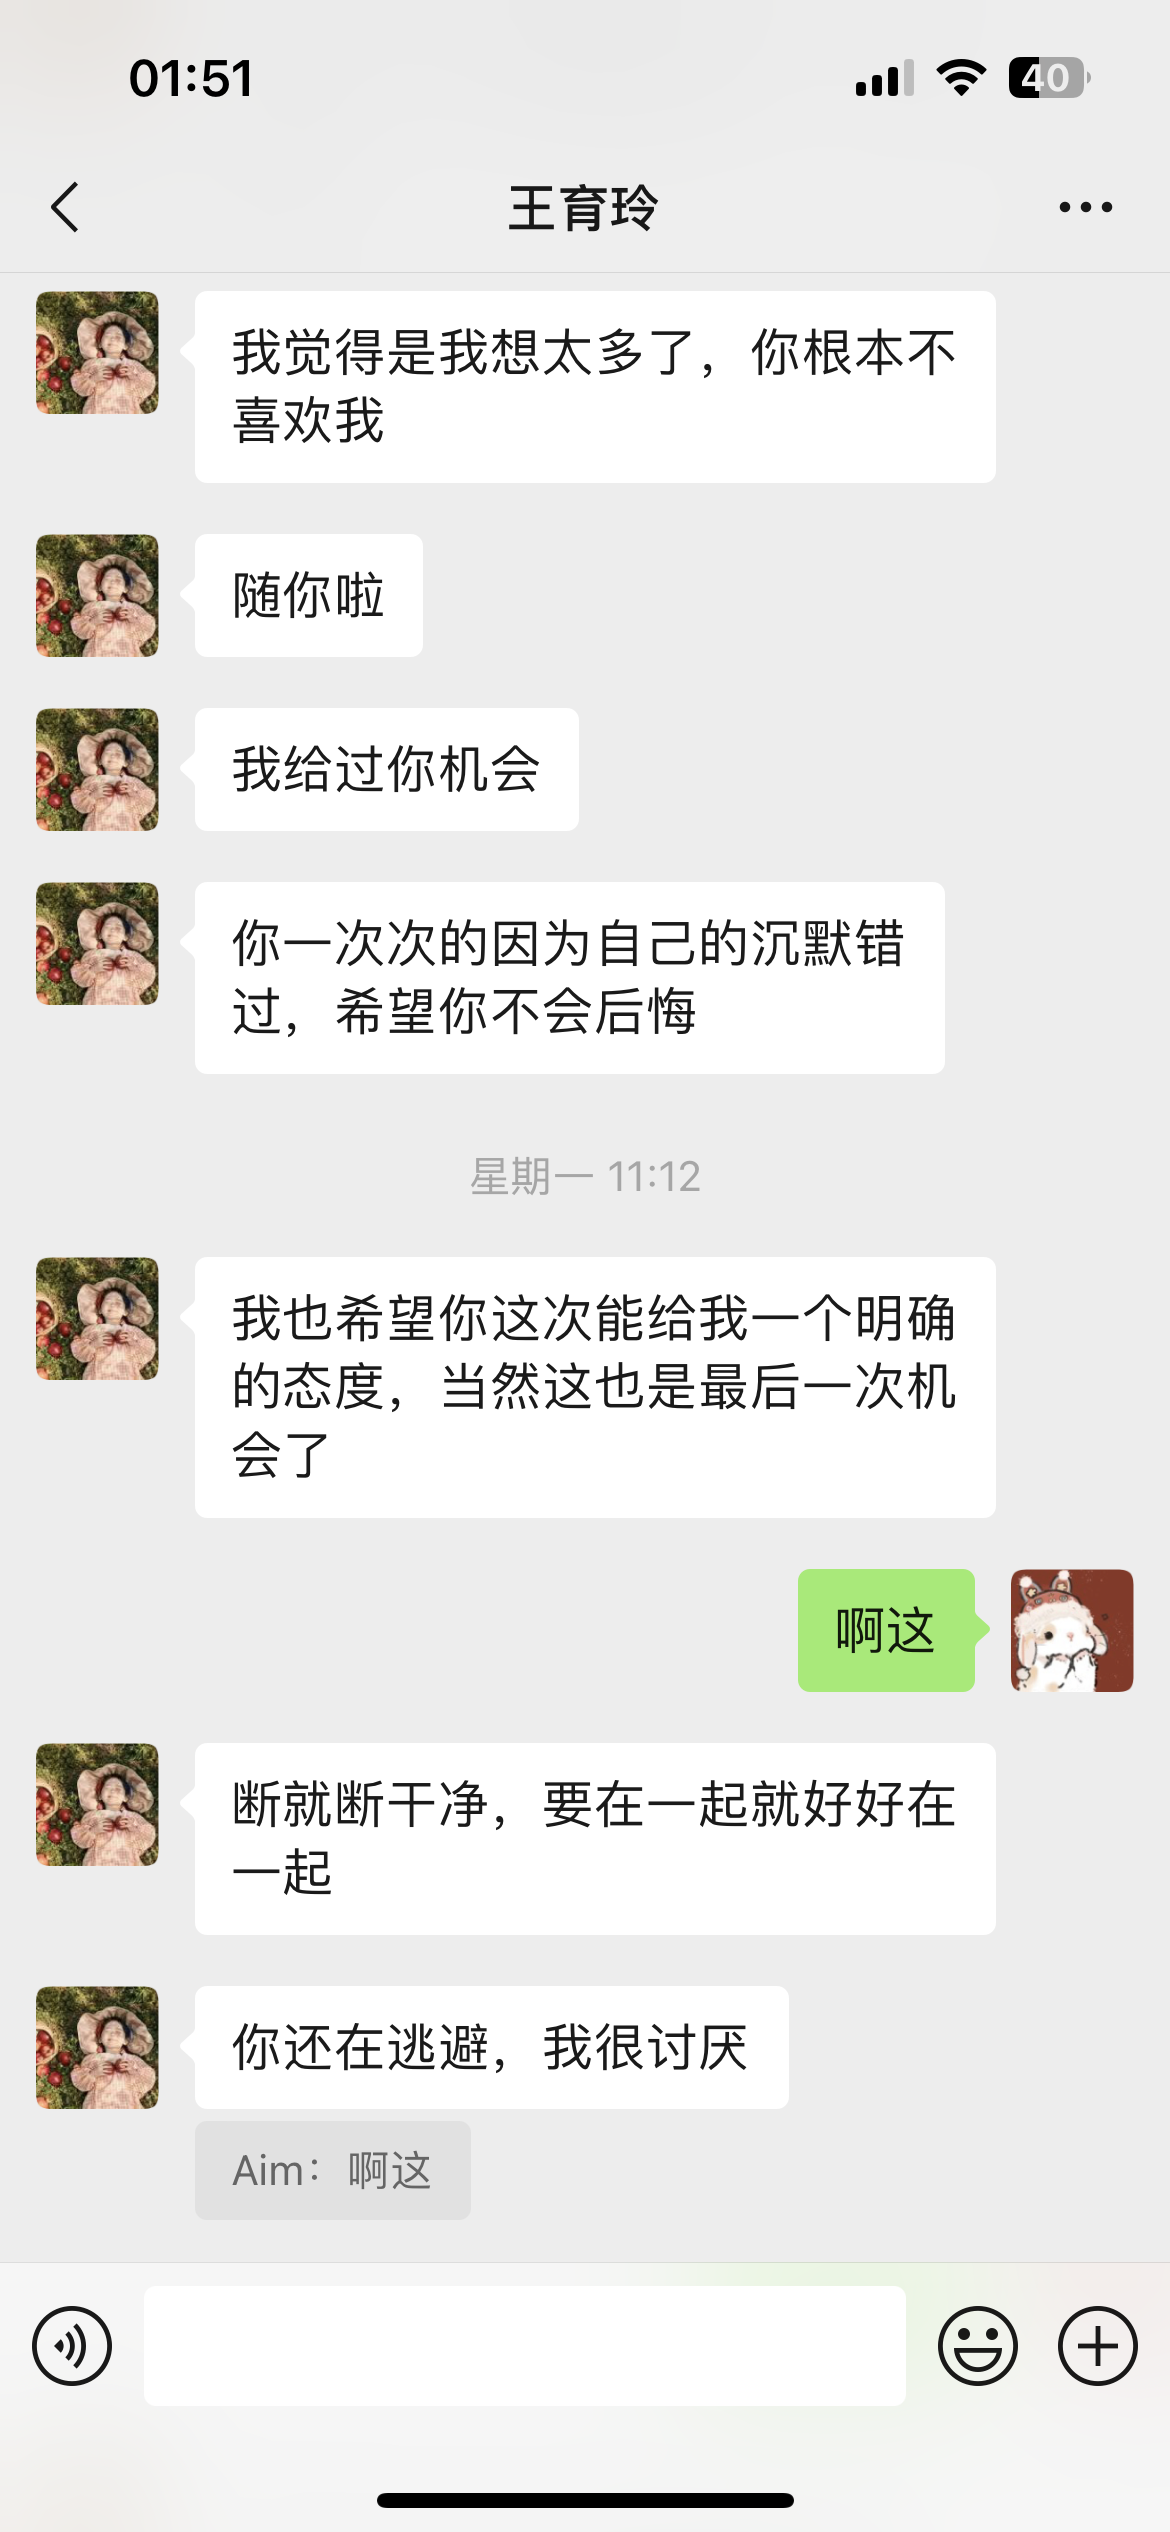 01:51
40
王育玲
我觉得是我想太多了，你根本不
喜欢我
随你啦
我给过你机会
你一次次的因为自己的沉默错
过，希望你不会后悔
星期一 11:12
我也希望你这次能给我一个明确
的态度，当然这也是最后一次机
会了
啊这
断就断干净，要在一起就好好在
一起
你还在逃避，我很讨厌
Aim：啊这